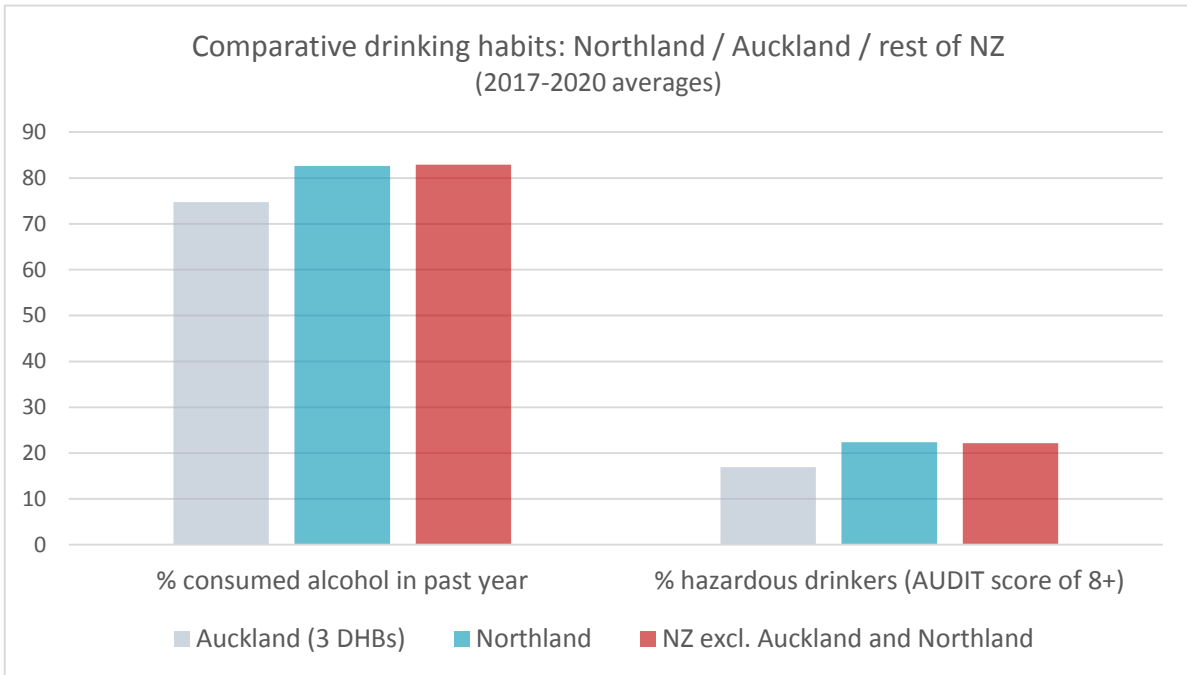 Comparative drinking habits: Northland / Auckland / rest of NZ
(2017-2020 averages)
90
80
70
60
50
40
30
20
10
0
% consumed alcohol in past year
% hazardous drinkers (AUDIT score of 8+)
Auckland (3 DHBs)
Northland
NZ excl. Auckland and Northland